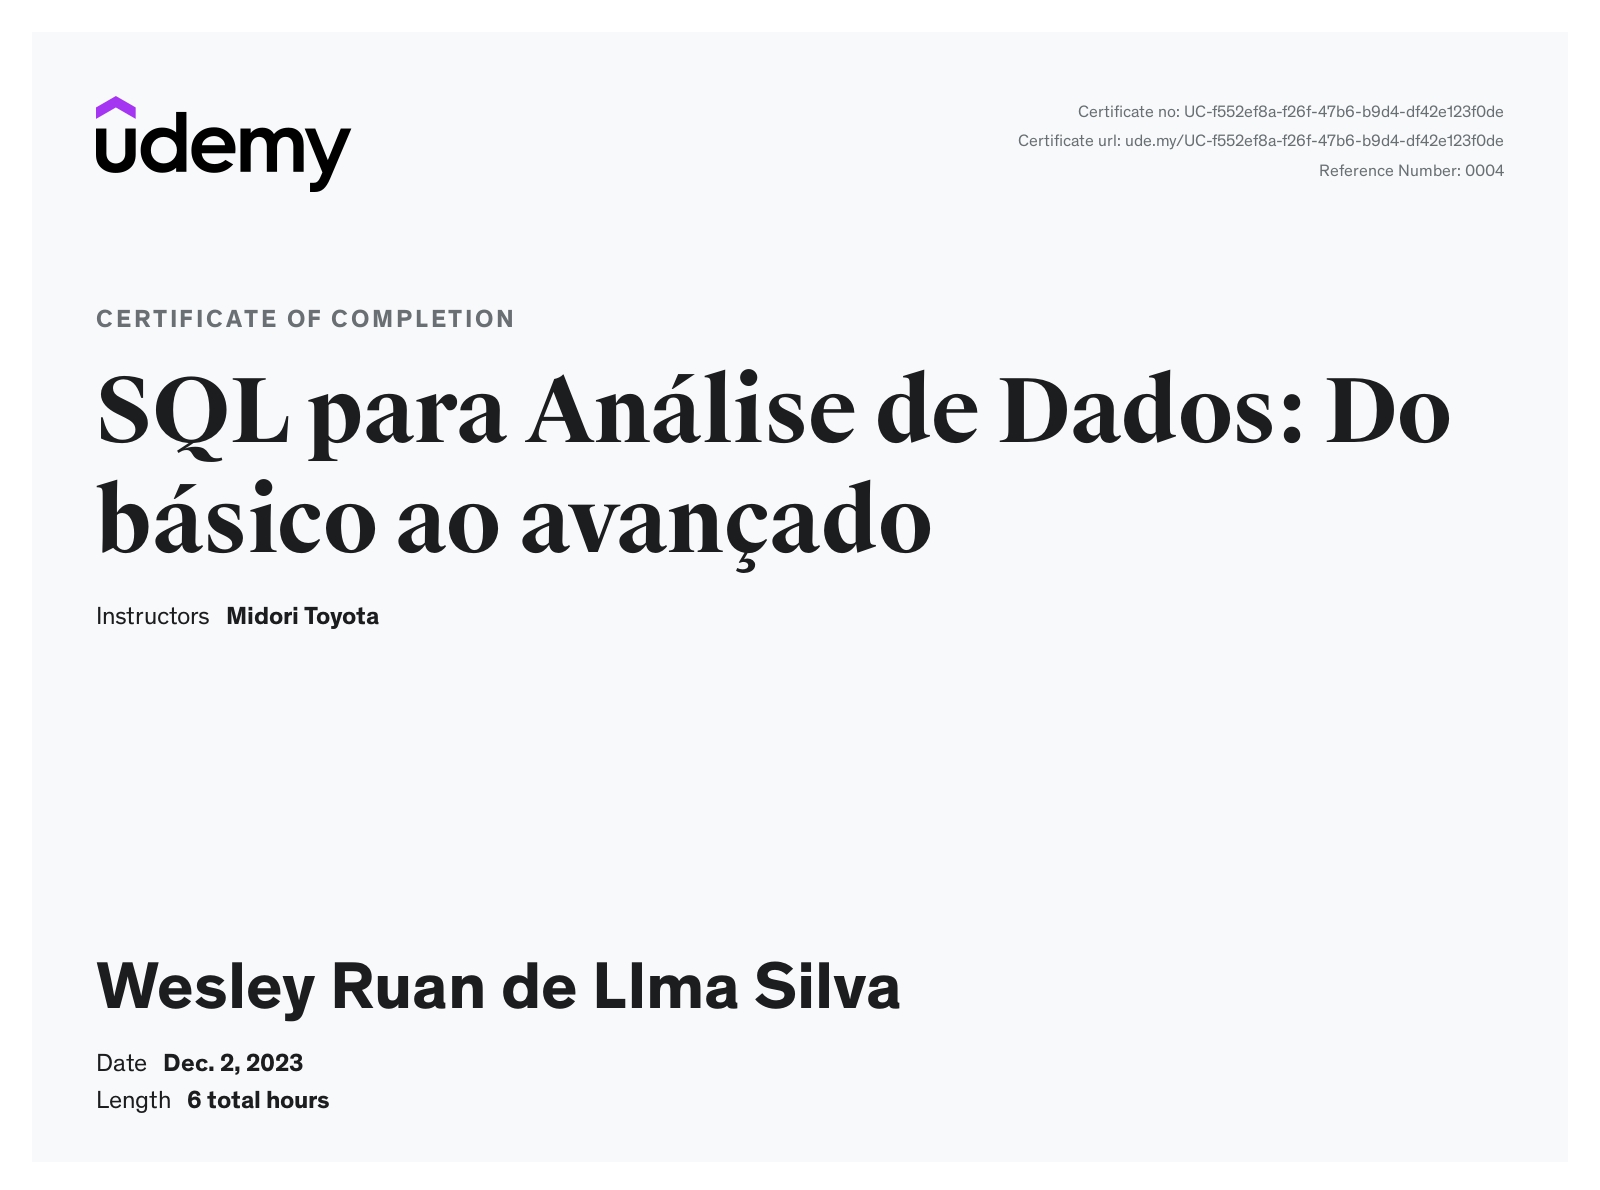 udemy
Certificate no: UC-f552ef8a-f26f-47b6-b9d4-df42e123f0de
Certificate url: ude.my/UC-f552ef8a-f26f-47b6-b9d4-df42e123f0de
Reference Number: 0004
CERTIFICATE OF COMPLETION
SQL para Análise de Dados: Do
básico ao avançado
Instructors Midori Toyota
Wesley Ruan de LIma Silva
Date Dec. 2, 2023
Length 6 total hours